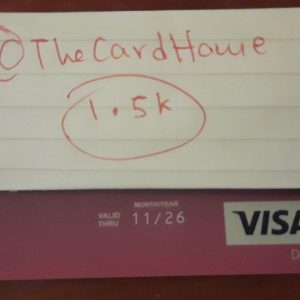 @TheCardHome
1.5k
MONTH/YEAR
VALID THRU 11/26
VISA